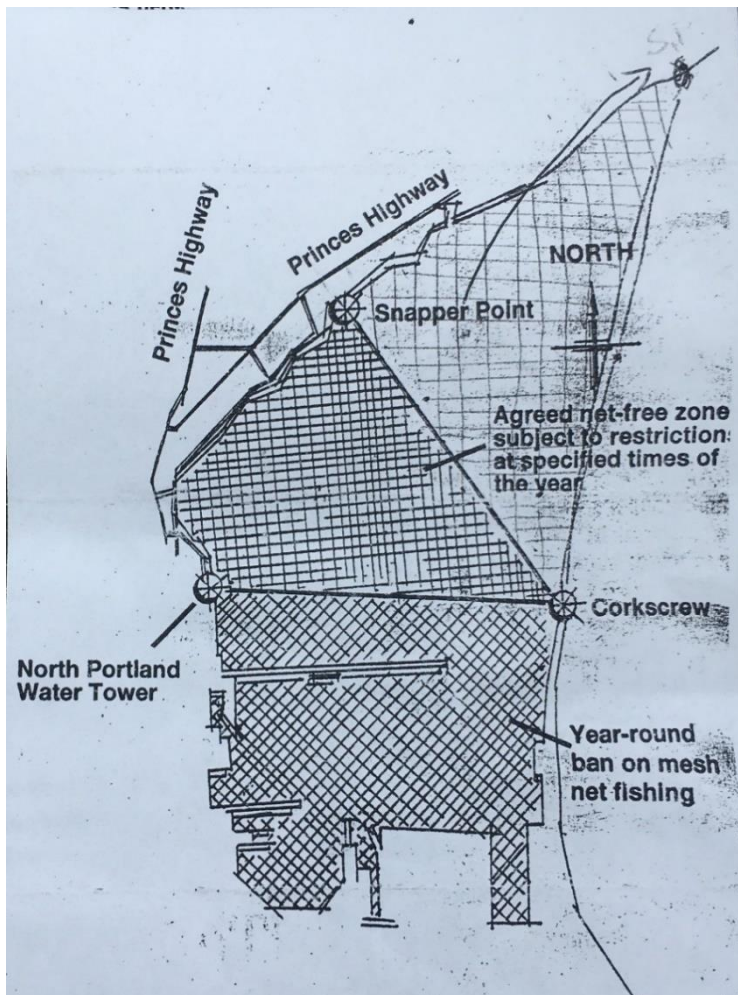 Princes Highway
Princes Highway
NORTH
Snapper Point
Agreed net-free zone
subject to restriction
at specified times of
the year
Corkscrew
North Portland
Water Tower
Year-round
ban on mesh
net fishing